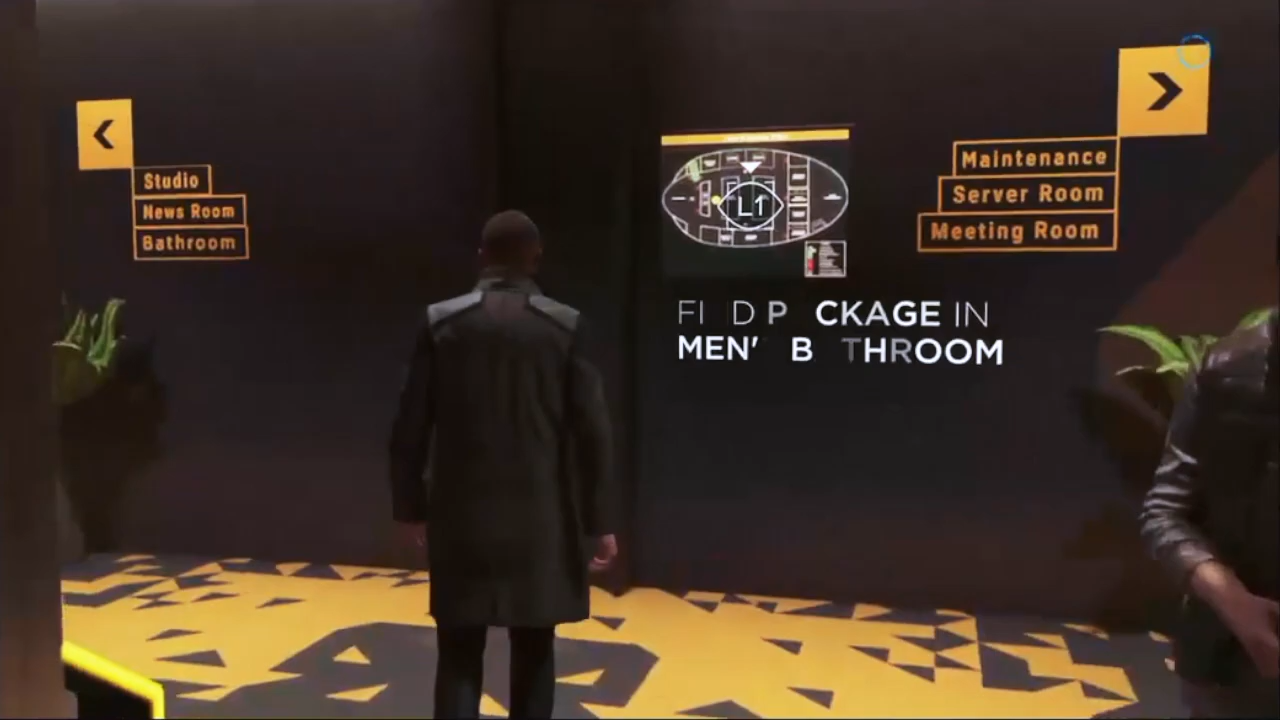 Studio
News Room
Bathroom
L1
Maintenance
Server Room
Meeting Room
FI D P CKAGE IN
MEN' B THROOM